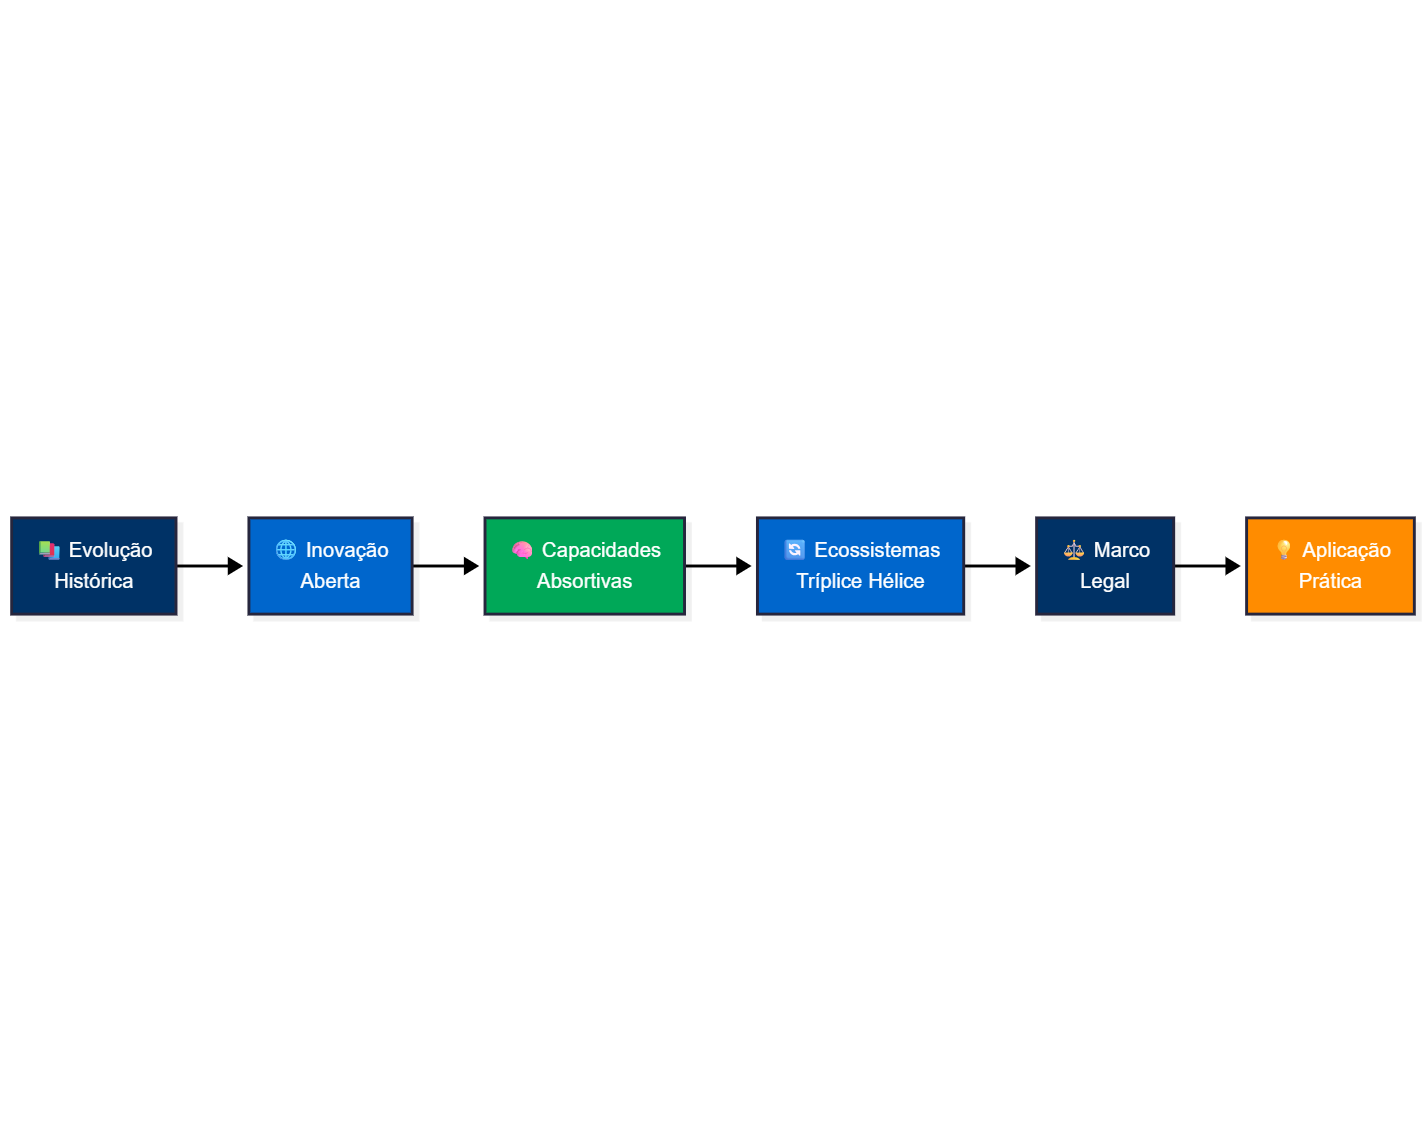 📚 Evolução
Histórica
🌐 Inovação
Aberta
🧠 Capacidades
Absortivas
🔄 Ecossistemas
Tríplice Hélice
⚖️ Marco
Legal
💡 Aplicação
Prática